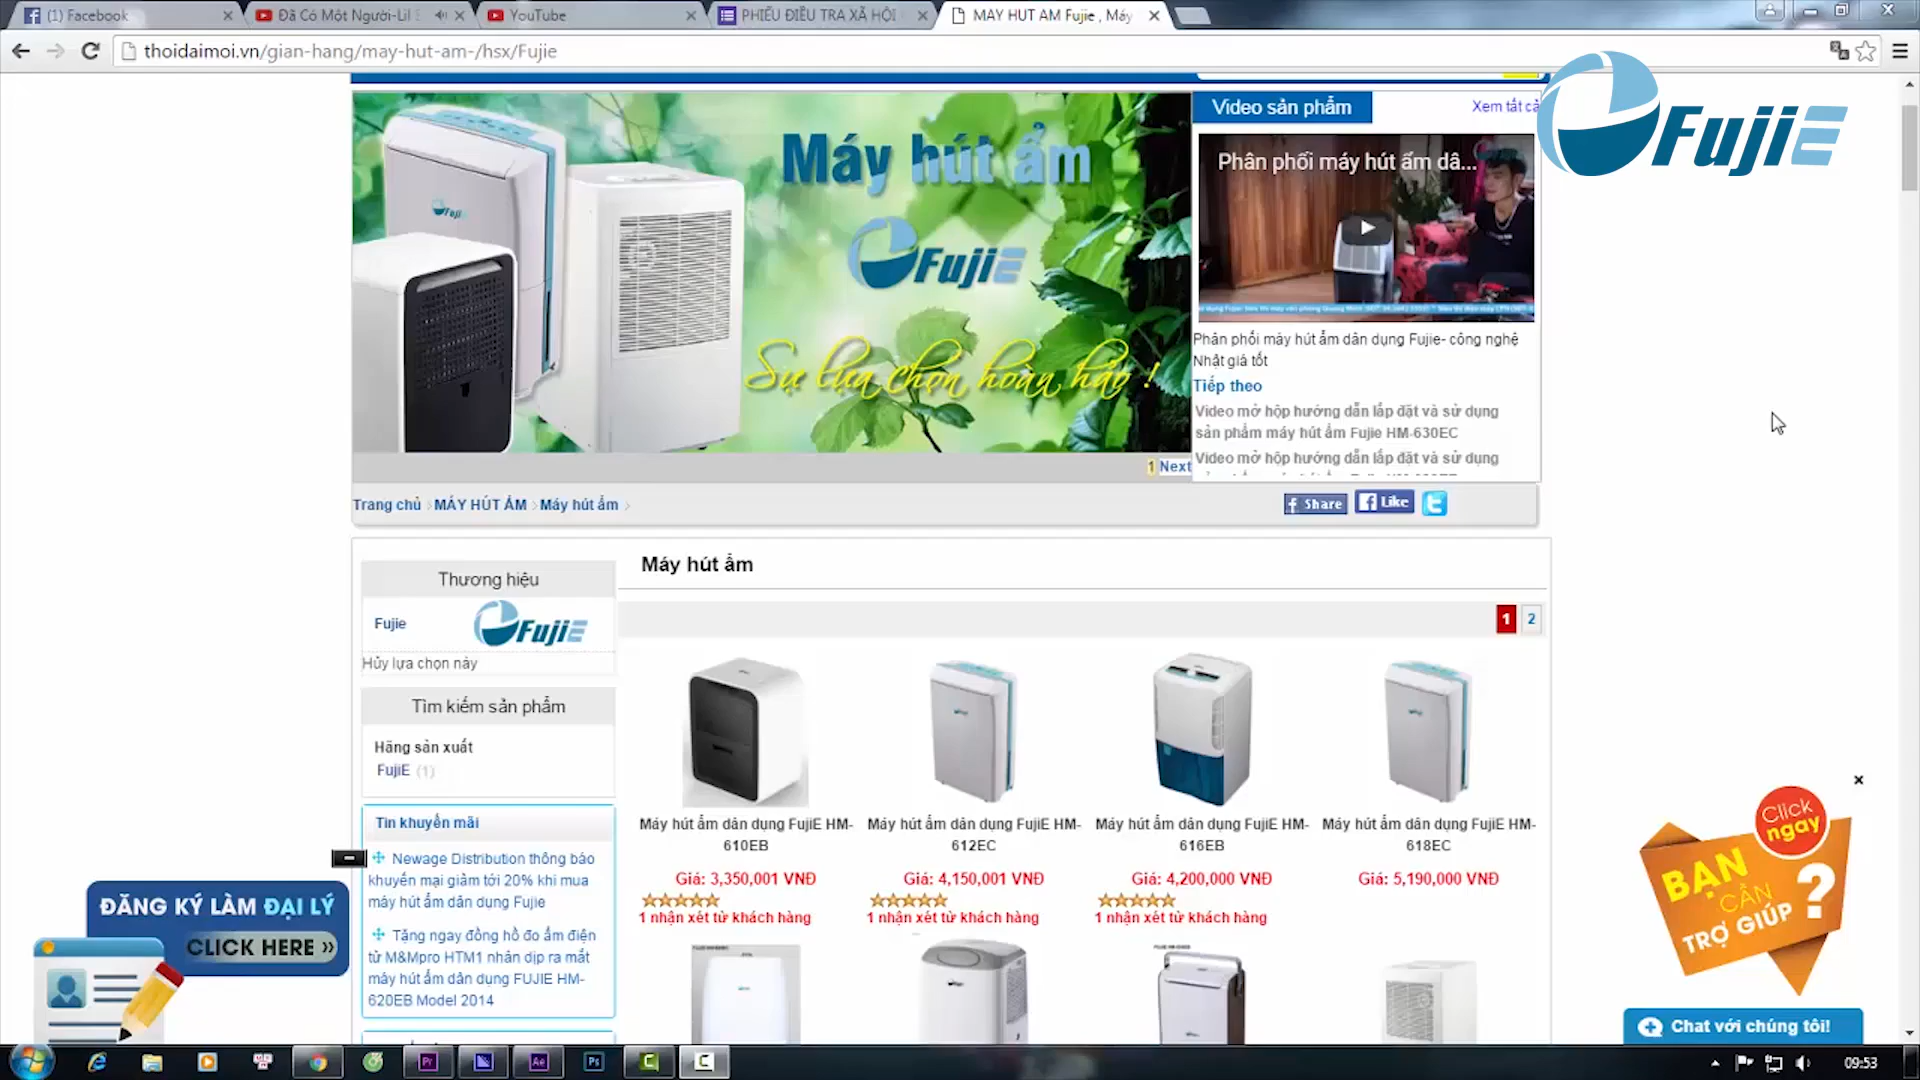 (1) Facebook
Đã Có Một Người-Lil
YouTube
PHIẾU ĐIỀU TRA XÃ HỘI
MAY HUT AM Fujie , Máy
thoidaimoi.vn/gian-hang/may-hut-am-/hsx/Fujie
FujiE
Máy hút ẩm
FujiE
Sự lựa chọn hoàn hảo !
Video sản phẩm
Xem tất cả
Phân phối máy hút ẩm dâ...
Phân phối máy hút ẩm dân dụng Fujie- công nghệ
Nhật giá tốt
Tiếp theo
Video mở hộp hướng dẫn lắp đặt và sử dụng
sản phẩm máy hút ẩm Fujie HM-630EC
Video mở hộp hướng dẫn lắp đặt và sử dụng
1 Next
Trang chủ MÁY HÚT ẨM Máy hút ẩm
Share
Like
Thương hiệu
Fujie
FujiE
Hủy lựa chọn này
Tìm kiếm sản phẩm
Hãng sản xuất
FujiE (1)
Tin khuyến mãi
Newage Distribution thông báo
khuyến mại giảm tới 20% khi mua
máy hút ẩm dân dụng Fujie
Tặng ngay đồng hồ đo ẩm điện
tử M&Mpro HTM1 nhân dịp ra mắt
máy hút ẩm dân dụng FUJIE HM-
620EB Model 2014
Máy hút ẩm
1 2
Máy hút ẩm dân dụng FujiE HM-
610EB
Giá: 3,350,001 VNĐ
1 nhận xét từ khách hàng
Máy hút ẩm dân dụng FujiE HM-
612EC
Giá: 4,150,001 VNĐ
1 nhận xét từ khách hàng
Máy hút ẩm dân dụng FujiE HM-
616EB
Giá: 4,200,000 VNĐ
1 nhận xét từ khách hàng
Máy hút ẩm dân dụng FujiE HM-
618EC
Giá: 5,190,000 VNĐ
ĐĂNG KÝ LÀM ĐẠI LÝ
CLICK HERE »
Click
ngay
BẠN
CẦN
TRỢ GIÚP ?
Chat với chúng tôi!
Pr
Ae
Ps
09:53